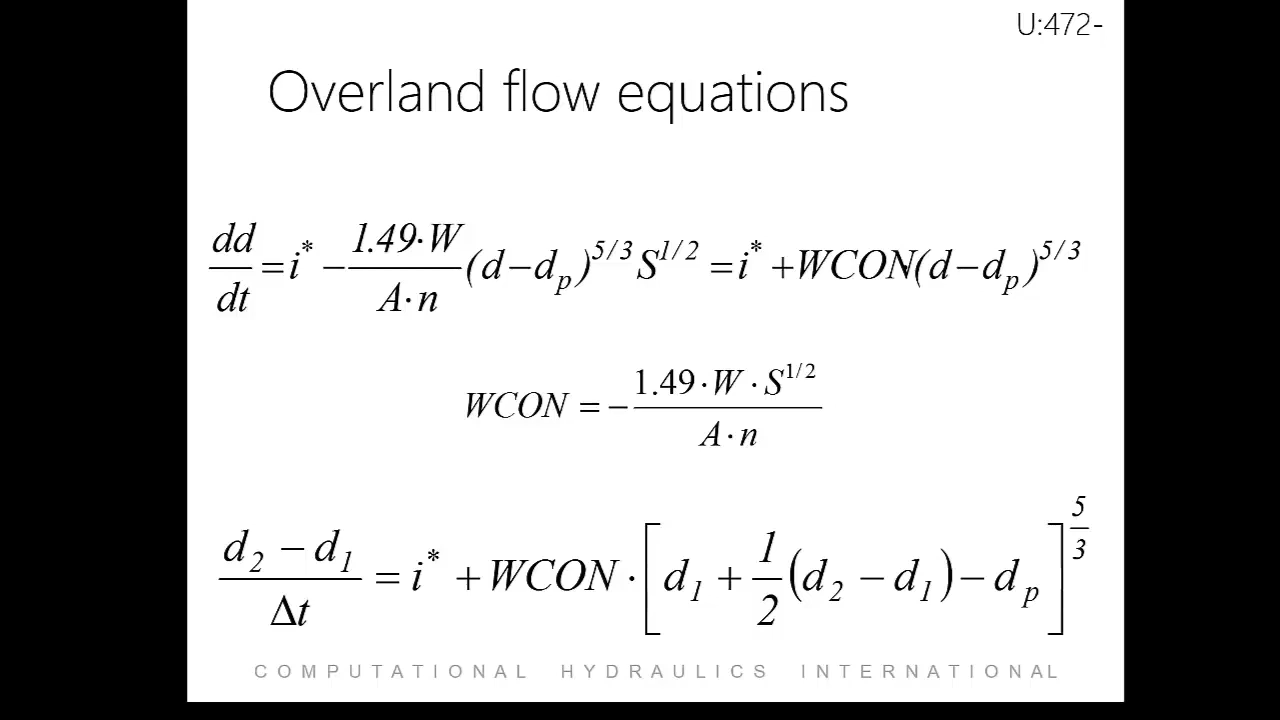 U:472-
Overland flow equations
dd/dt = i* − (1.49·W)/(A·n) (d−d_p)^5/3 S^1/2 = i* + WCON(d−d_p)^5/3
WCON = − (1.49·W·S^1/2)/(A·n)
(d_2 − d_1)/Δt = i* + WCON · [d_1 + 1/2 (d_2 − d_1) − d_p]^5/3
COMPUTATIONAL HYDRAULICS INTERNATIONAL